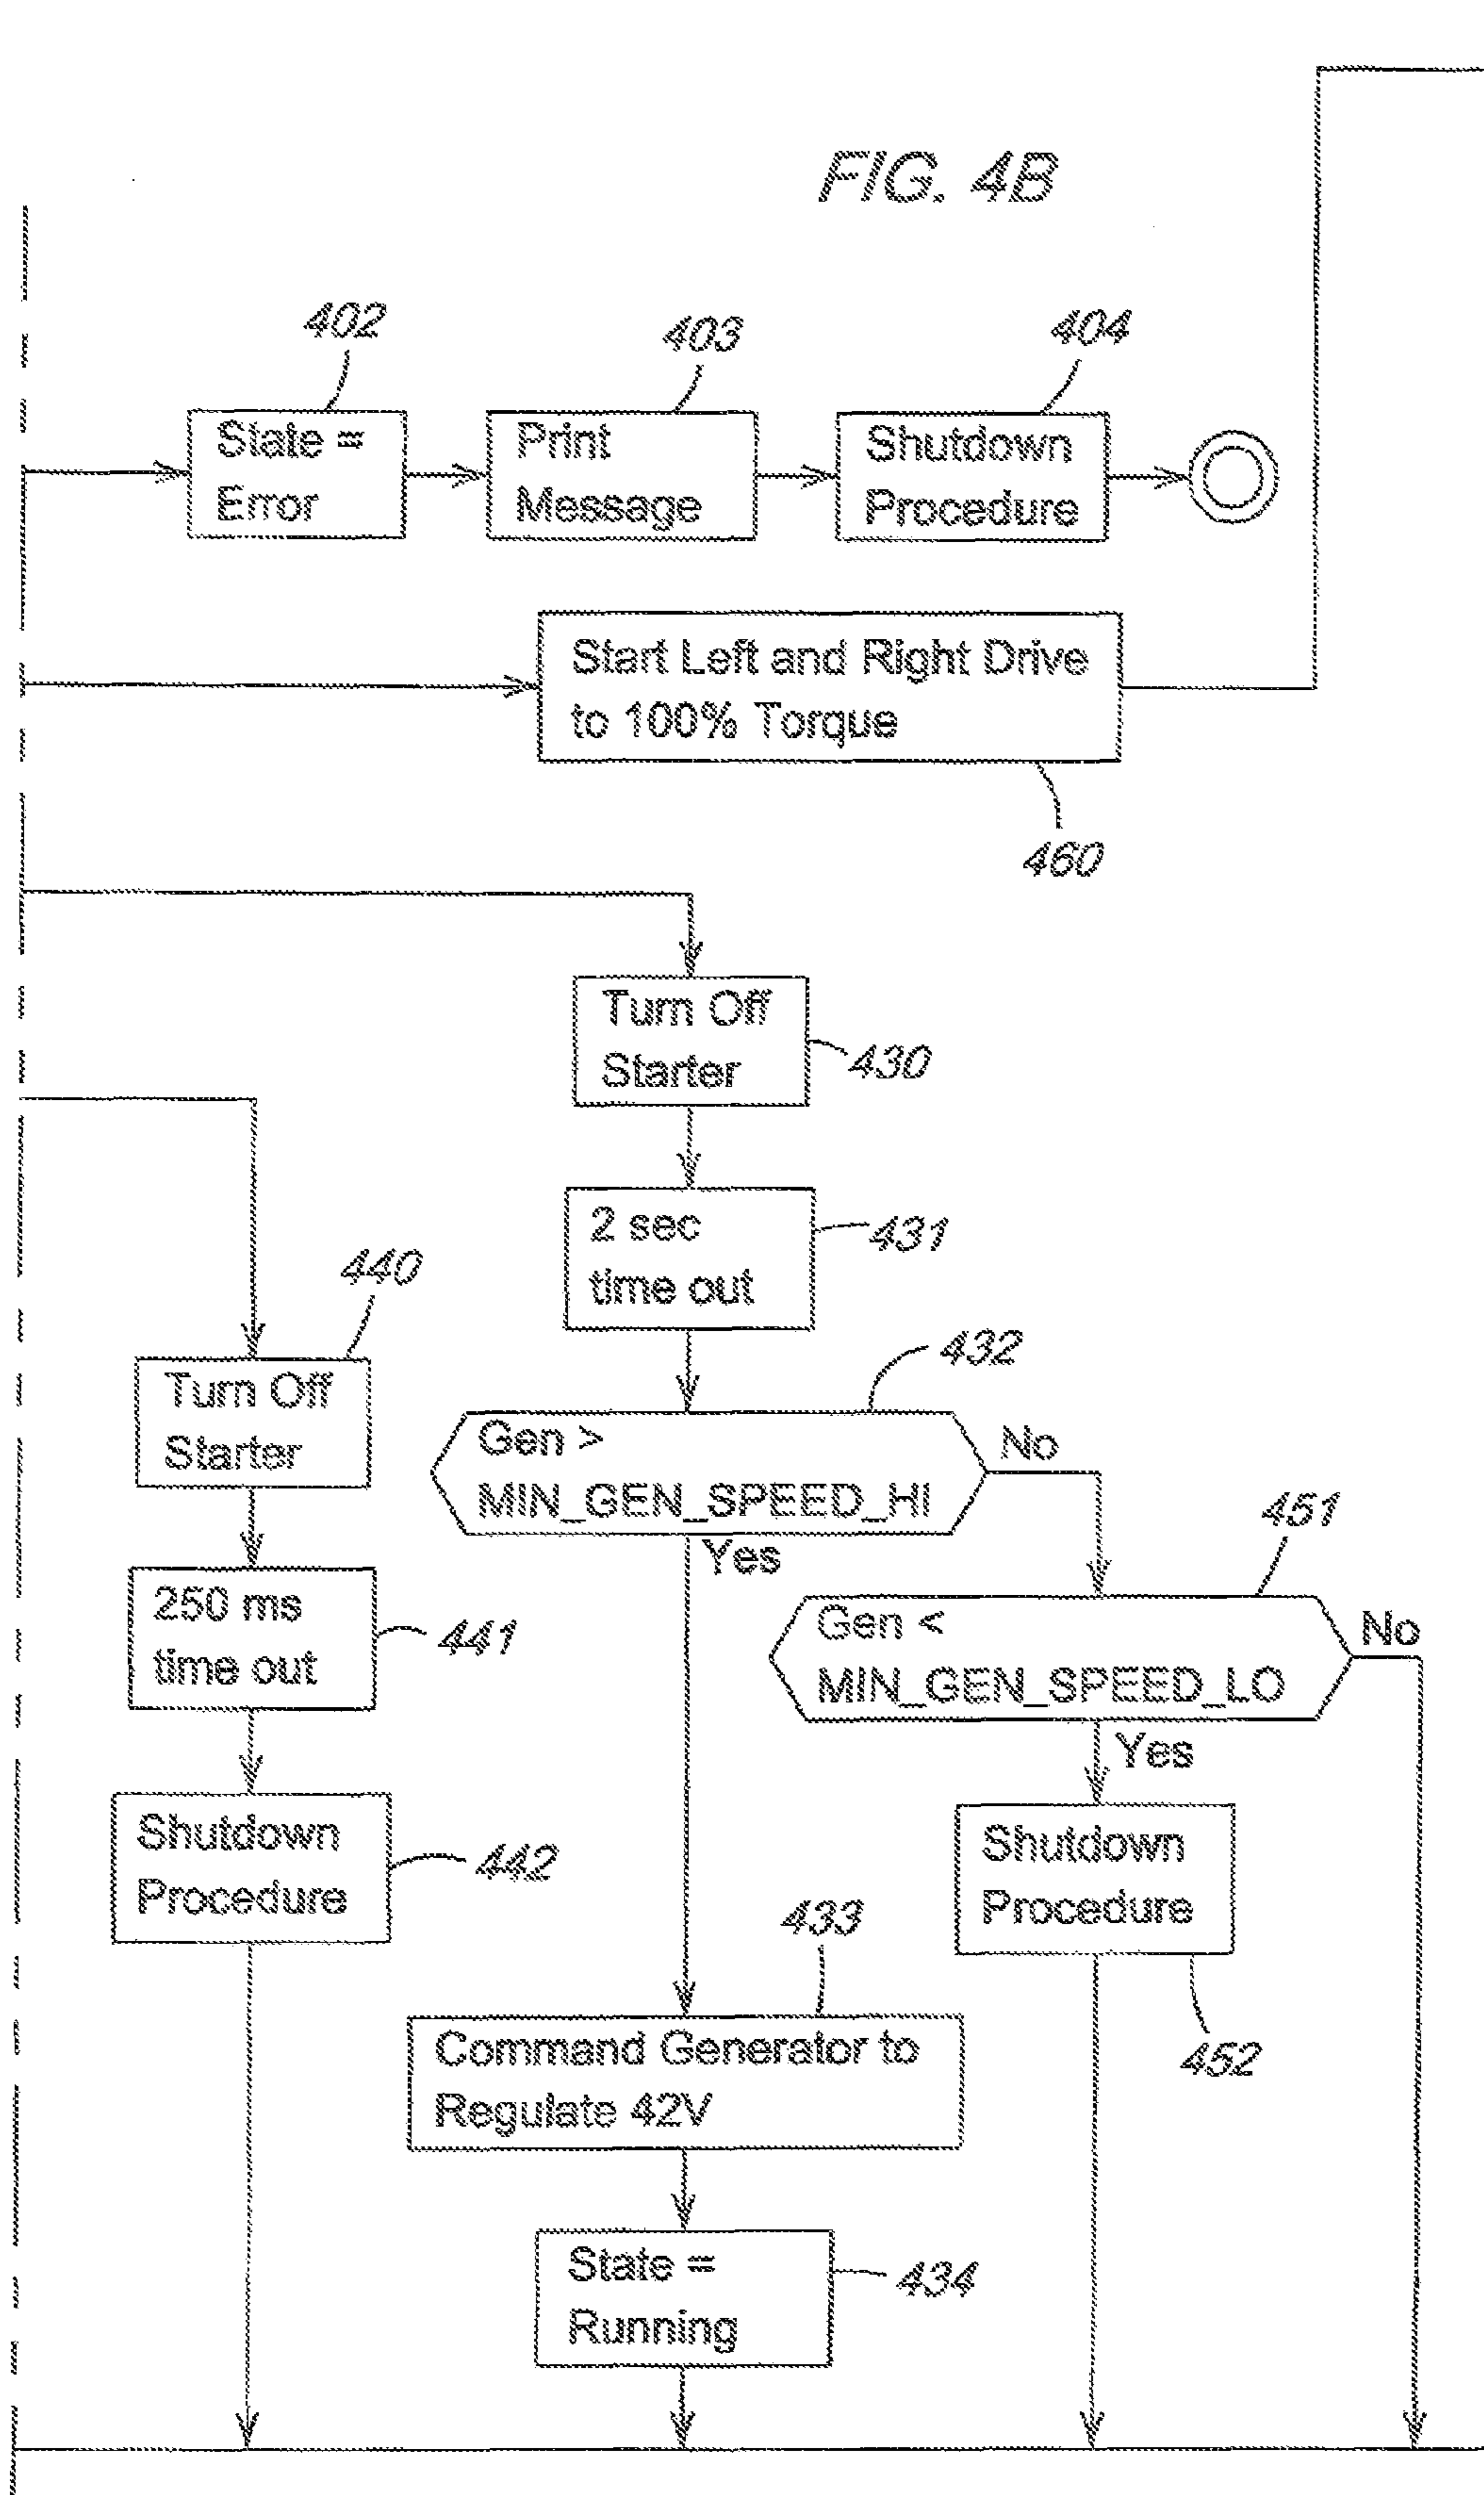 FIG. 4B
402
403
404
State =
Error
Print
Message
Shutdown
Procedure
Start Left and Right Drive
to 100% Torque
460
Turn Off
Starter
430
2 sec
time out
431
440
Turn Off
Starter
432
Gen >
MIN_GEN_SPEED_HI
No
Yes
250 ms
time out
441
451
Gen <
MIN_GEN_SPEED_LO
No
Yes
Shutdown
Procedure
442
Shutdown
Procedure
452
433
Command Generator to
Regulate 42V
State =
Running
434